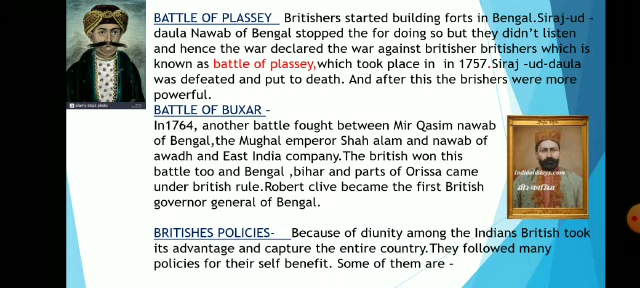 BATTLE OF PLASSEY Britishers started building forts in Bengal.Siraj-ud -
daula Nawab of Bengal stopped the for doing so but they didn't listen
and hence the war declared the war against britisher britishers which is
known as battle of plassey,which took place in in 1757.Siraj -ud-daula
was defeated and put to death. And after this the brishers were more
powerful.
BATTLE OF BUXAR -
In1764, another battle fought between Mir Qasim nawab
of Bengal,the Mughal emperor Shah alam and nawab of
awadh and East India company.The british won this
battle too and Bengal ,bihar and parts of Orissa came
under british rule.Robert clive became the first British
governor general of Bengal.
BRITISHES POLICIES- Because of diunity among the Indians British took
its advantage and capture the entire country.They followed many
policies for their self benefit. Some of them are -
alamy stock photo
Indiaolddays.com
मीर कासिम